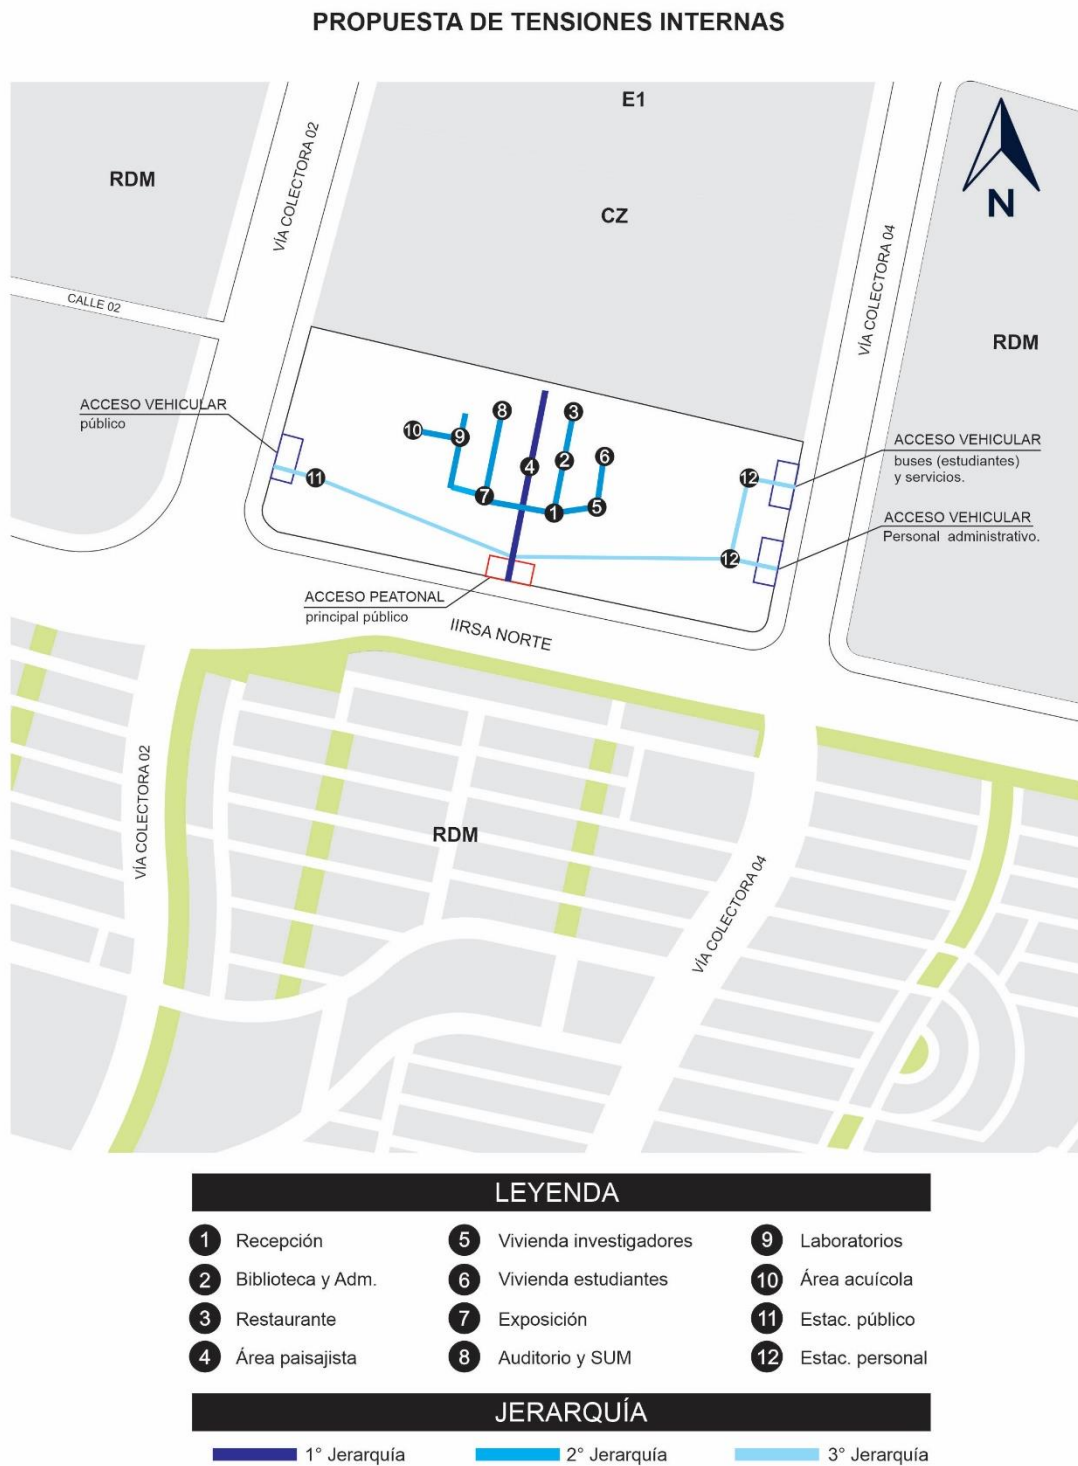 PROPUESTA DE TENSIONES INTERNAS
E1
VÍA COLECTORA 02
RDM
CZ
N
VÍA COLECTORA 04
CALLE 02
RDM
ACCESO VEHICULAR
público
8
3
10
9
4
2
6
12
11
7
1
5
12
ACCESO VEHICULAR
buses (estudiantes)
y servicios.
ACCESO VEHICULAR
Personal administrativo.
ACCESO PEATONAL
principal público
IIRSA NORTE
VÍA COLECTORA 02
RDM
VÍA COLECTORA 04
LEYENDA
1 Recepción
2 Biblioteca y Adm.
3 Restaurante
4 Área paisajista
5 Vivienda investigadores
6 Vivienda estudiantes
7 Exposición
8 Auditorio y SUM
9 Laboratorios
10 Área acuícola
11 Estac. público
12 Estac. personal
JERARQUÍA
1° Jerarquía
2° Jerarquía
3° Jerarquía